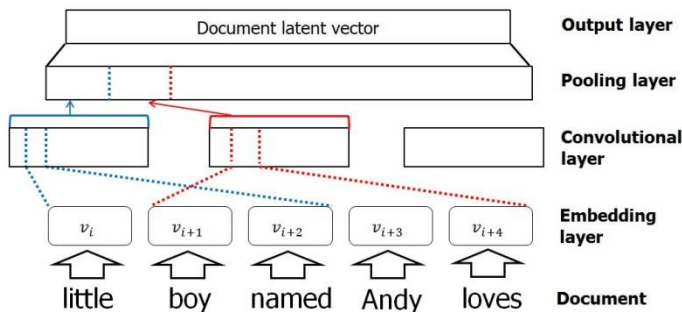 Document latent vector Output layer
Pooling layer
Convolutional
layer
v_i v_{i+1} v_{i+2} v_{i+3} v_{i+4} Embedding
layer
little boy named Andy loves Document